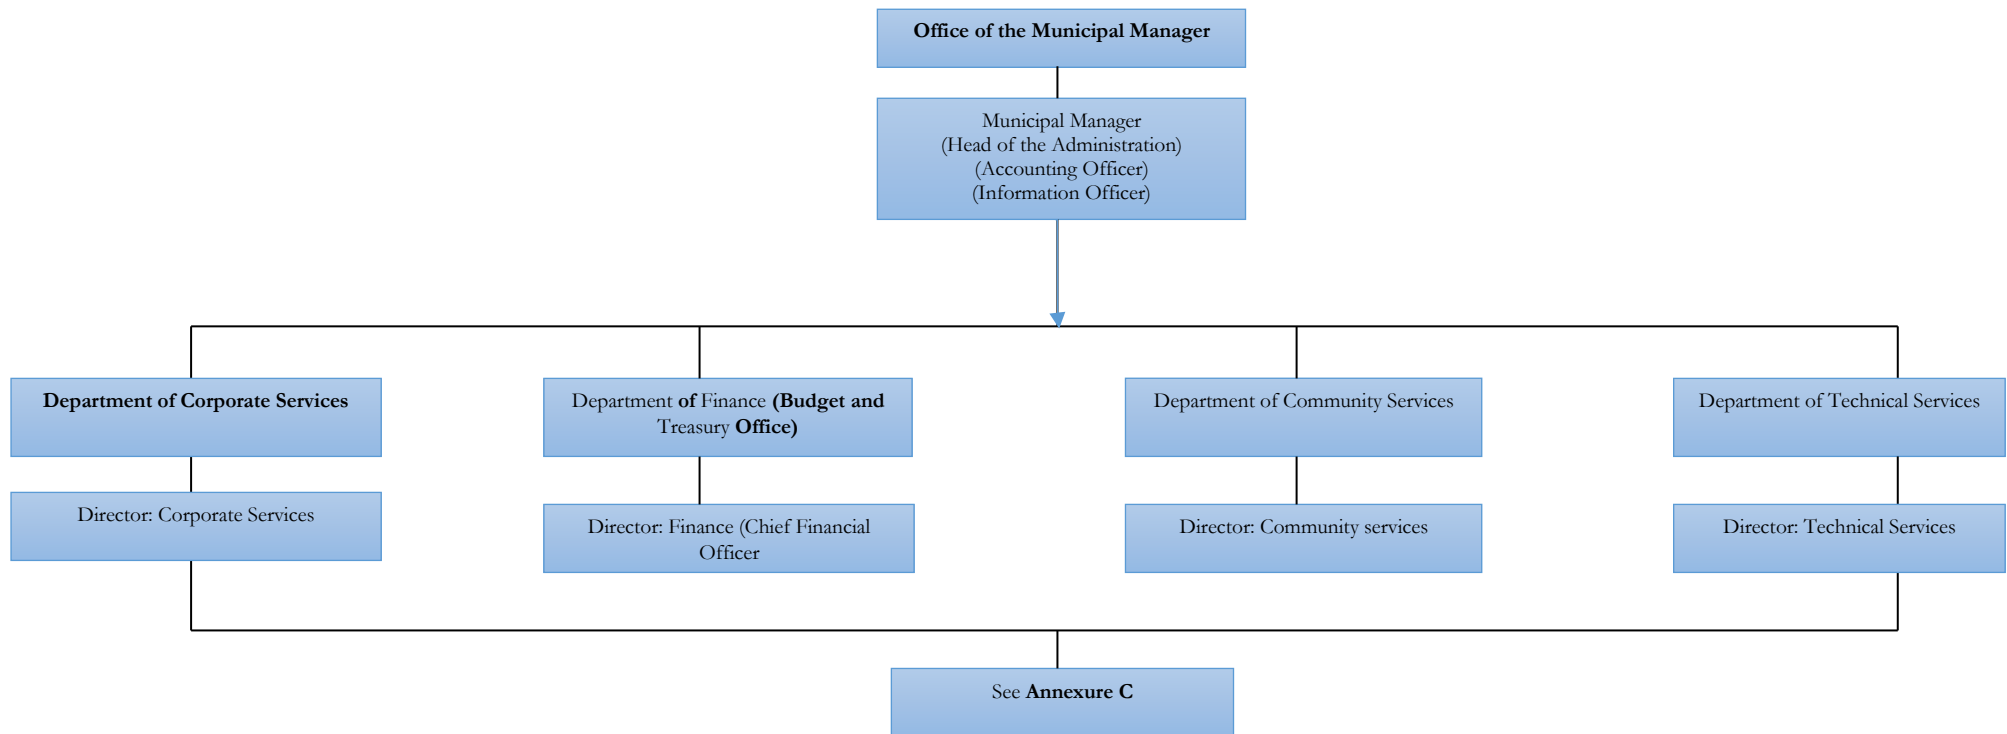 Office of the Municipal Manager
Municipal Manager
(Head of the Administration)
(Accounting Officer)
(Information Officer)
Department of Corporate Services
Department of Finance (Budget and
Treasury Office)
Department of Community Services
Department of Technical Services
Director: Corporate Services
Director: Finance (Chief Financial
Officer
Director: Community services
Director: Technical Services
See Annexure C